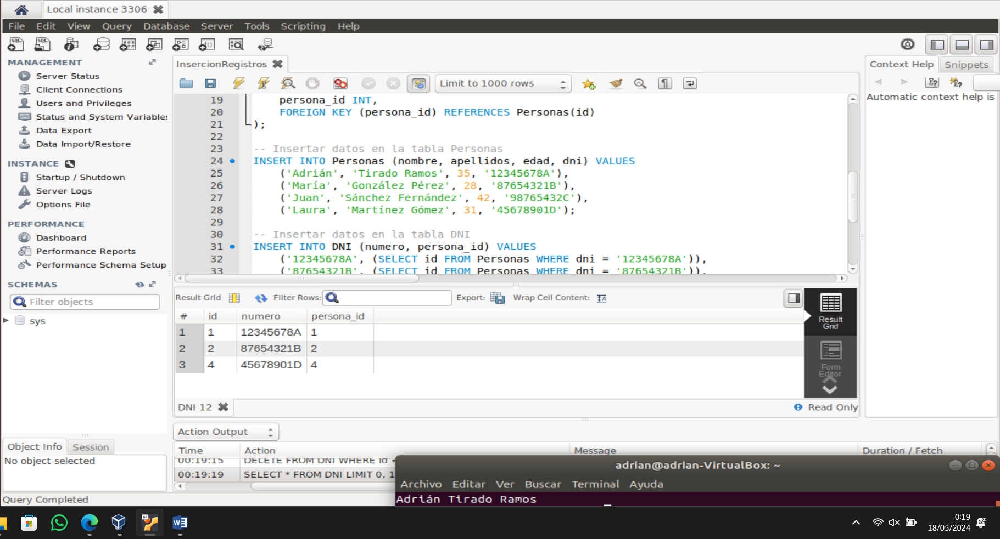 Local instance 3306
File Edit View Query Database Server Tools Scripting Help
MANAGEMENT
Server Status
Client Connections
Users and Privileges
Status and System Variable
Data Export
Data Import/Restore
INSTANCE
Startup / Shutdown
Server Logs
Options File
PERFORMANCE
Dashboard
Performance Reports
Performance Schema Setup
SCHEMAS
Filter objects
sys
Object Info Session
No object selected
Query Completed
InsercionRegistros
Limit to 1000 rows
19 persona_id INT,
20 FOREIGN KEY (persona_id) REFERENCES Personas(id)
21 );
22
23 -- Insertar datos en la tabla Personas
24 INSERT INTO Personas (nombre, apellidos, edad, dni) VALUES
25 ('Adrián', 'Tirado Ramos', 35, '12345678A'),
26 ('María', 'González Pérez', 28, '87654321B'),
27 ('Juan', 'Sánchez Fernández', 42, '98765432C'),
28 ('Laura', 'Martínez Gómez', 31, '45678901D');
29
30 -- Insertar datos en la tabla DNI
31 INSERT INTO DNI (numero, persona_id) VALUES
32 ('12345678A', (SELECT id FROM Personas WHERE dni = '12345678A')),
33 ('87654321B', (SELECT id FROM Personas WHERE dni = '87654321B')),
Result Grid Filter Rows: Export: Wrap Cell Content:
# id numero persona_id
1 1 12345678A 1
2 2 87654321B 2
3 4 45678901D 4
Result Grid
Form Editor
DNI 12
Read Only
Context Help Snippets
Automatic context help is
Action Output
Time Action Message Duration / Fetch
00:19:15 DELETE FROM DNI WHERE id =
00:19:19 SELECT * FROM DNI LIMIT 0, 1
adrian@adrian-VirtualBox: ~
Archivo Editar Ver Buscar Terminal Ayuda
Adrián Tirado Ramos
0:19
18/05/2024